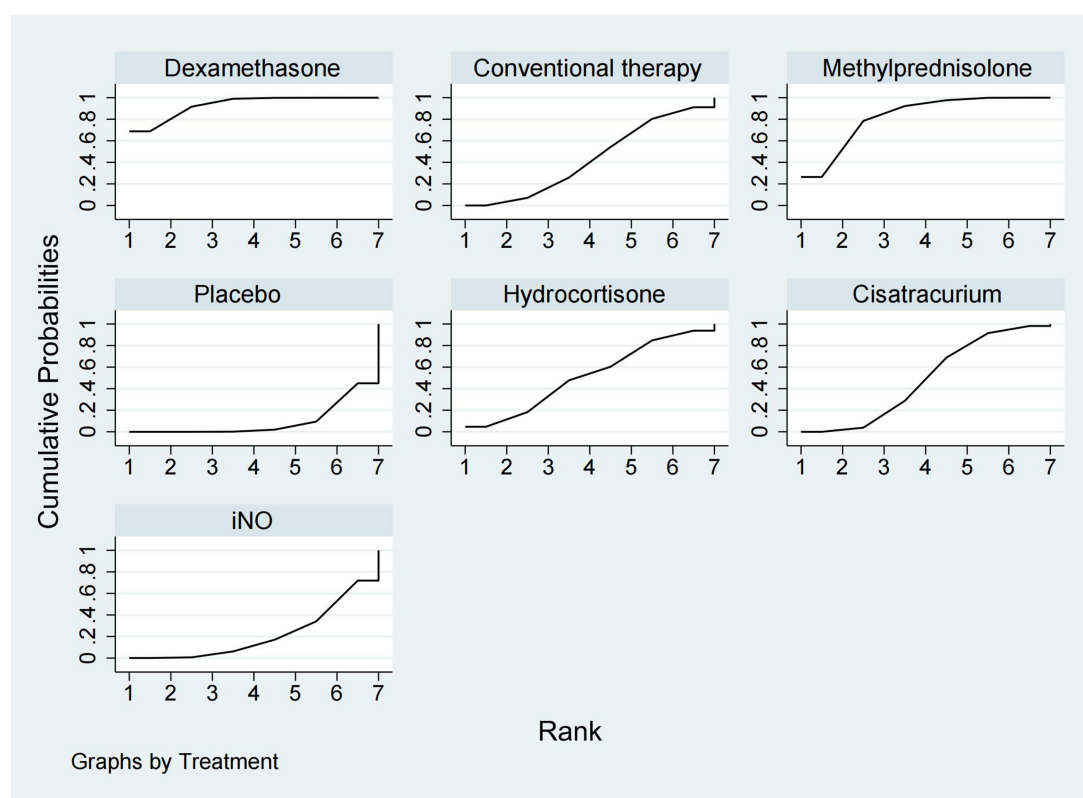 Dexamethasone
Conventional therapy
Methylprednisolone
0 .2 .4 .6 .8 1
1 2 3 4 5 6 7
1 2 3 4 5 6 7
1 2 3 4 5 6 7
Placebo
Hydrocortisone
Cisatracurium
0 .2 .4 .6 .8 1
0 .2 .4 .6 .8 1
0 .2 .4 .6 .8 1
1 2 3 4 5 6 7
1 2 3 4 5 6 7
1 2 3 4 5 6 7
iNO
0 .2 .4 .6 .8 1
1 2 3 4 5 6 7
Cumulative Probabilities
Rank
Graphs by Treatment
0 .2 .4 .6 .8 1
0 .2 .4 .6 .8 1